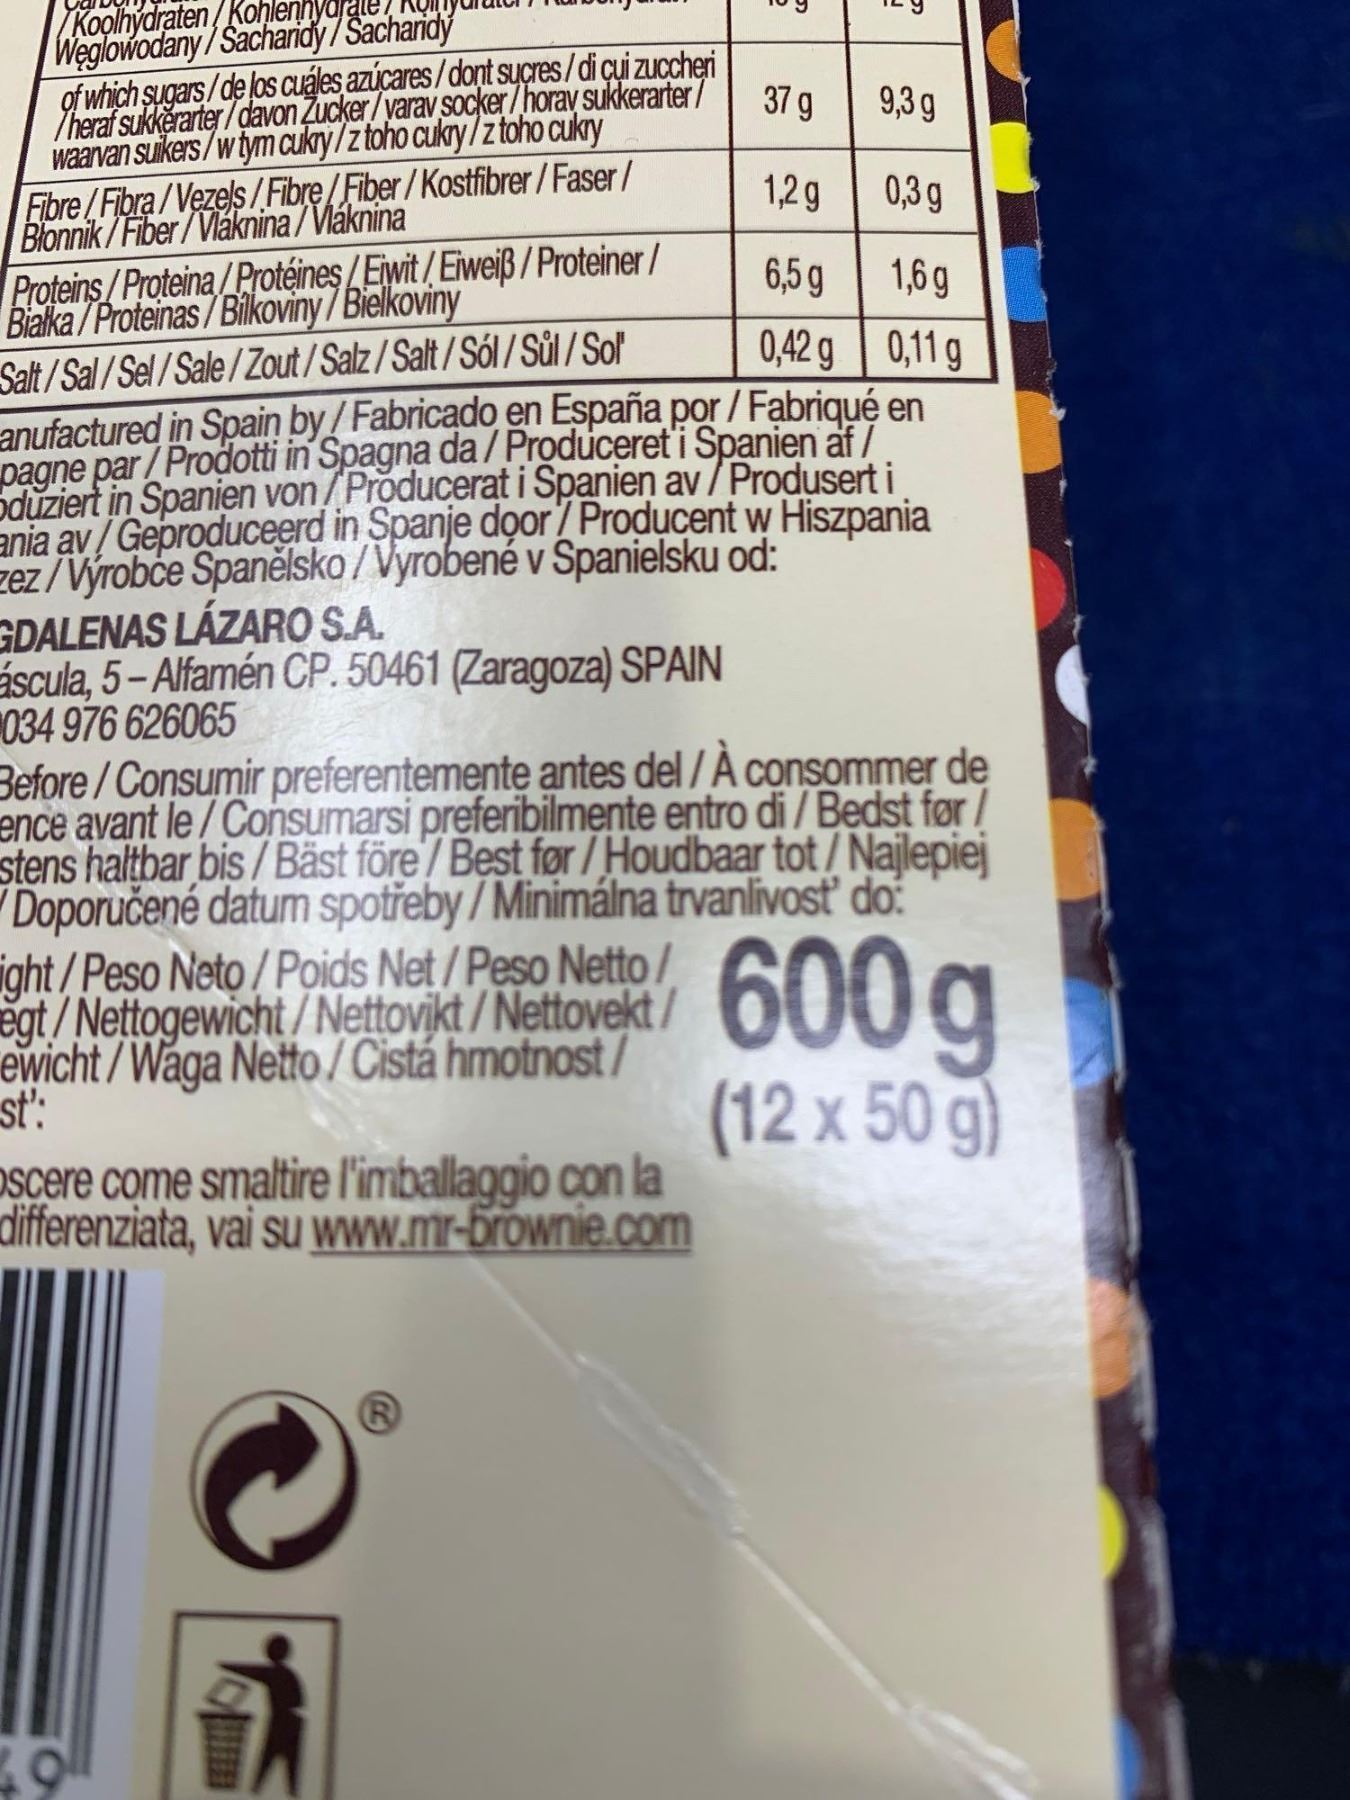 / Koolhydraten / Kohlenhydrate /
Węglowodany / Sacharidy / Sacharidy
of which sugars / de los cuáles azúcares / dont sucres / di cui zuccheri
/ heraf sukkerarter / davon Zucker / varav socker / horav sukkerarter /
waarvan suikers / w tym cukry / z toho cukry / z toho cukry
37 g 9,3 g
Fibre / Fibra / Vezels / Fibre / Fiber / Kostfibrer / Faser /
Błonnik / Fiber / Vláknina / Vláknina
1,2 g 0,3 g
Proteins / Proteina / Protéines / Eiwit / Eiweiβ / Proteiner /
Białka / Proteinas / Bílkoviny / Bielkoviny
6,5 g 1,6 g
Salt / Sal / Sel / Sale / Zout / Salz / Salt / Sól / Sůl / Sol'
0,42 g 0,11 g
anufactured in Spain by / Fabricado en España por / Fabriqué en
pagne par / Prodotti in Spagna da / Produceret i Spanien af /
oduziert in Spanien von / Producerat i Spanien av / Produsert i
ania av / Geproduceerd in Spanje door / Producent w Hiszpania
zez / Výrobce Španělsko / Vyrobené v Španielsku od:
GDALENAS LÁZARO S.A.
áscula, 5 – Alfamén CP. 50461 (Zaragoza) SPAIN
034 976 626065
Before / Consumir preferentemente antes del / À consommer de
ence avant le / Consumarsi preferibilmente entro di / Bedst før /
stens haltbar bis / Bäst före / Best før / Houdbaar tot / Najlepiej
/ Doporučené datum spotřeby / Minimálna trvanlivost' do:
ight / Peso Neto / Poids Net / Peso Netto /
egt / Nettogewicht / Nettovikt / Nettovekt /
ewicht / Waga Netto / Cistá hmotnost /
st':
600 g
(12 x 50 g)
oscere come smaltire l'imballaggio con la
differenziata, vai su www.mr-brownie.com
®
49